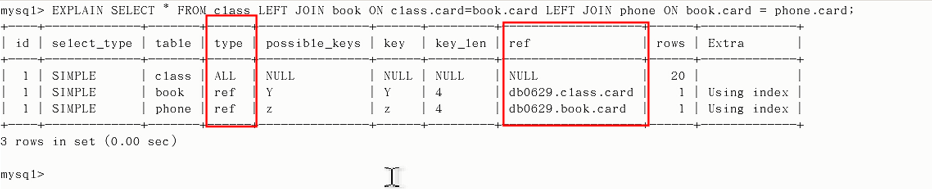 mysql> EXPLAIN SELECT * FROM class LEFT JOIN book ON class.card=book.card LEFT JOIN phone ON book.card = phone.card;
+----+-------------+-------+------+---------------+------+---------+-------------------+------+-------------+
| id | select_type | table | type | possible_keys | key | key_len | ref | rows | Extra |
+----+-------------+-------+------+---------------+------+---------+-------------------+------+-------------+
| 1 | SIMPLE | class | ALL | NULL | NULL | NULL | NULL | 20 | |
| 1 | SIMPLE | book | ref | Y | Y | 4 | db0629.class.card | 1 | Using index |
| 1 | SIMPLE | phone | ref | z | z | 4 | db0629.book.card | 1 | Using index |
+----+-------------+-------+------+---------------+------+---------+-------------------+------+-------------+
3 rows in set (0.00 sec)
mysql>